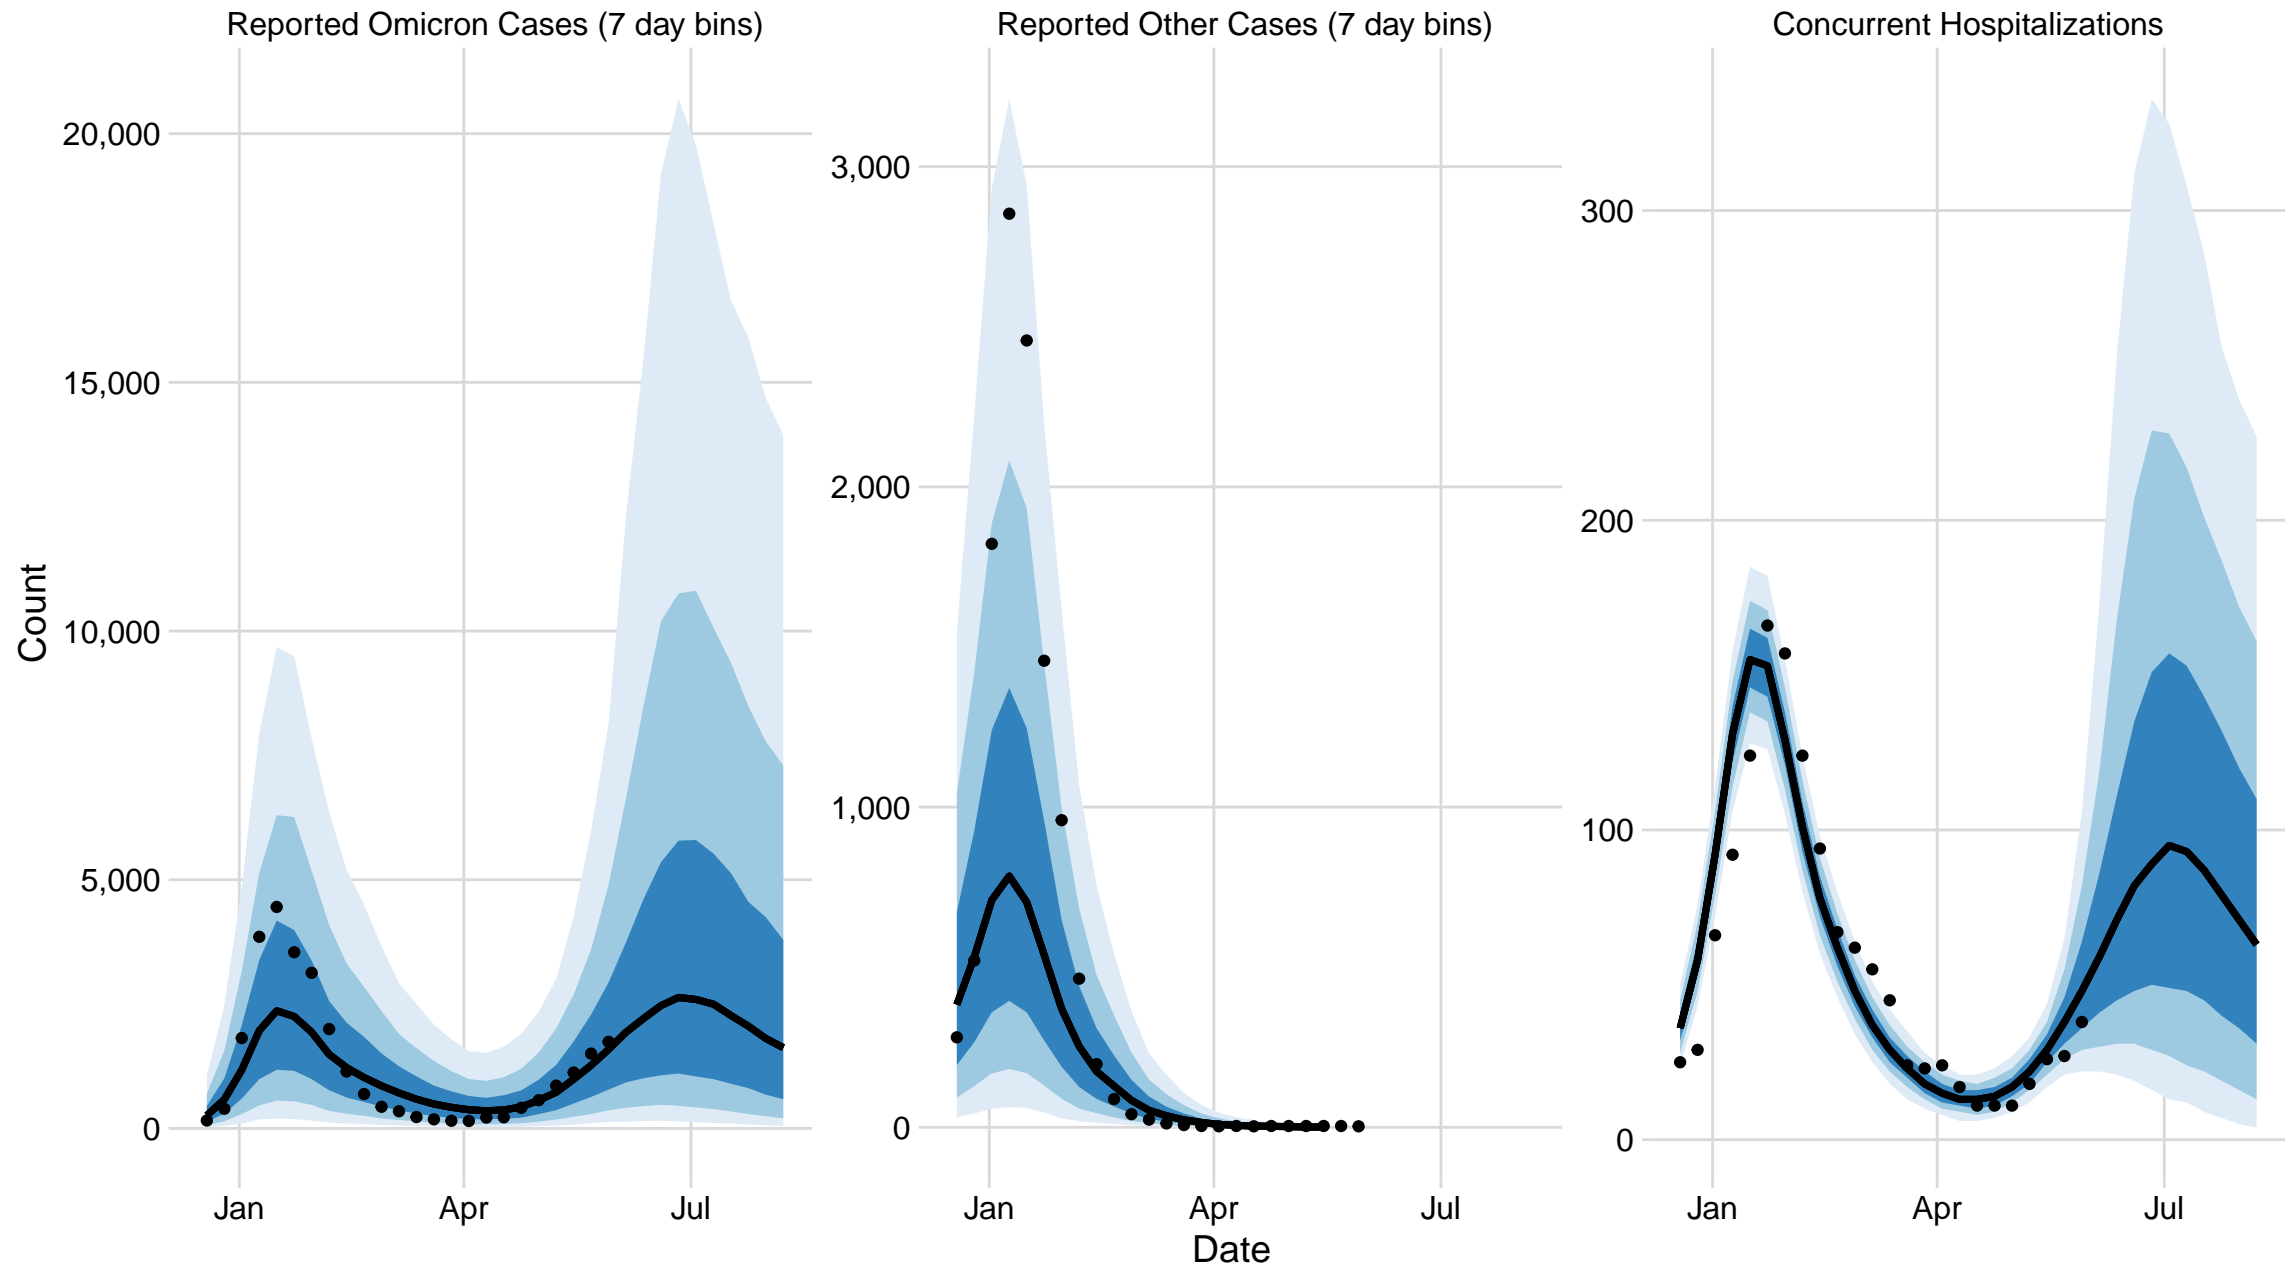 Reported Omicron Cases (7 day bins)
Reported Other Cases (7 day bins)
Concurrent Hospitalizations
Count
20,000
15,000
10,000
5,000
0
Jan
Apr
Jul
3,000
2,000
1,000
0
Jan
Apr
Jul
300
200
100
0
Jan
Apr
Jul
Date